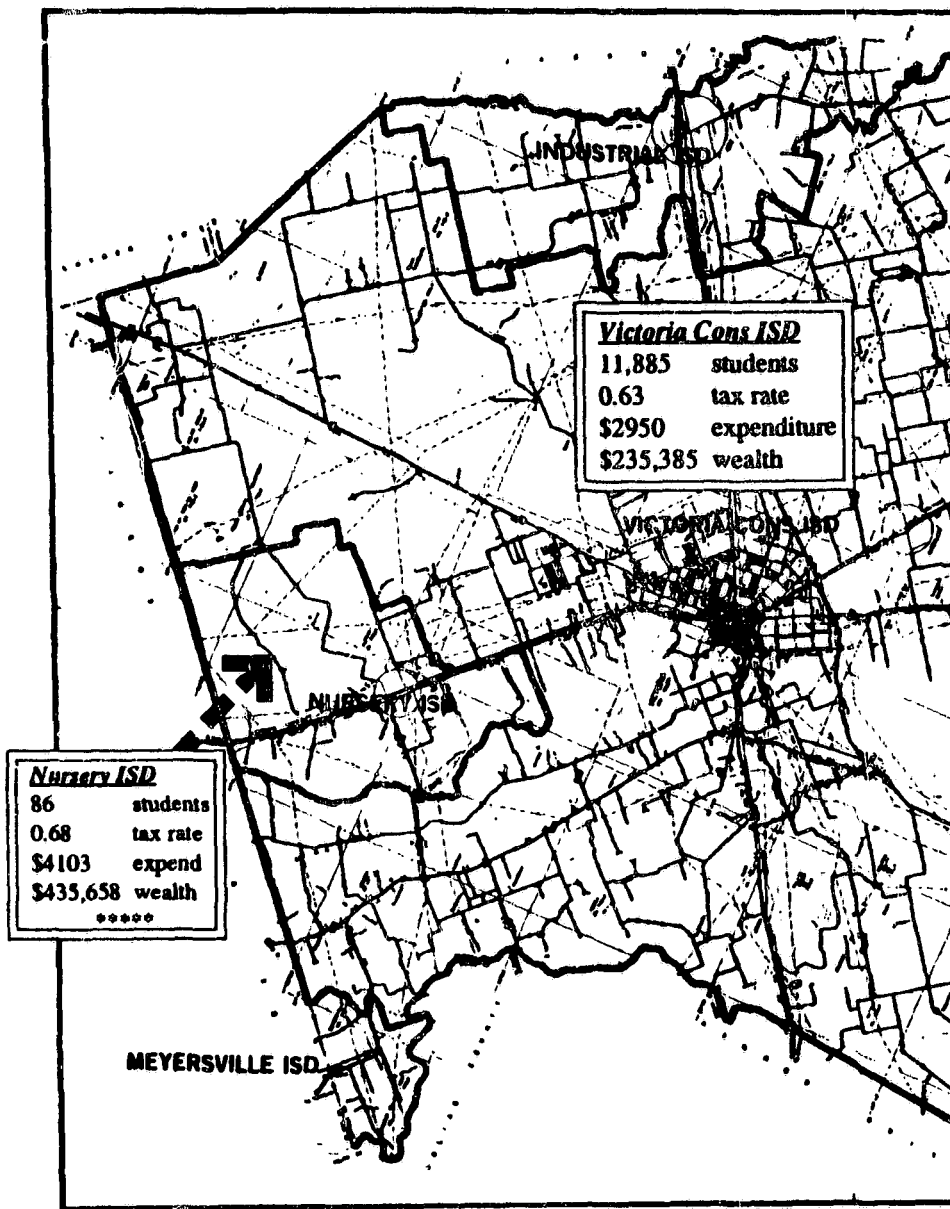 INDUSTRIAL ISD
Victoria Cons ISD
11,885 students
0.63 tax rate
$2950 expenditure
$235,385 wealth
VICTORIA CONS ISD
NURSERY ISD
Nursery ISD
86 students
0.68 tax rate
$4103 expend
$435,658 wealth
*****
MEYERSVILLE ISD